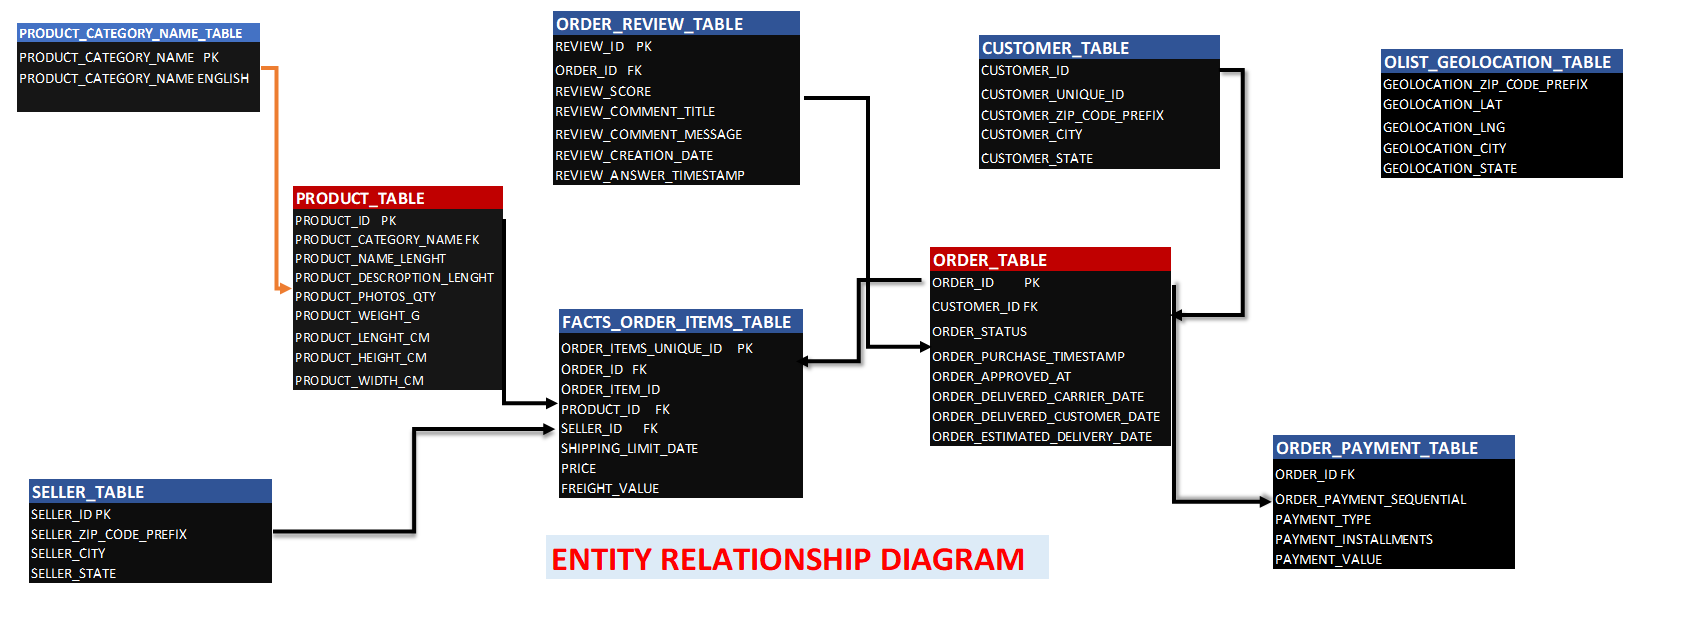 PRODUCT_CATEGORY_NAME_TABLE
PRODUCT_CATEGORY_NAME PK
PRODUCT_CATEGORY_NAME ENGLISH
ORDER_REVIEW_TABLE
REVIEW_ID PK
ORDER_ID FK
REVIEW_SCORE
REVIEW_COMMENT_TITLE
REVIEW_COMMENT_MESSAGE
REVIEW_CREATION_DATE
REVIEW_ANSWER_TIMESTAMP
CUSTOMER_TABLE
CUSTOMER_ID
CUSTOMER_UNIQUE_ID
CUSTOMER_ZIP_CODE_PREFIX
CUSTOMER_CITY
CUSTOMER_STATE
OLIST_GEOLOCATION_TABLE
GEOLOCATION_ZIP_CODE_PREFIX
GEOLOCATION_LAT
GEOLOCATION_LNG
GEOLOCATION_CITY
GEOLOCATION_STATE
PRODUCT_TABLE
PRODUCT_ID PK
PRODUCT_CATEGORY_NAME FK
PRODUCT_NAME_LENGHT
PRODUCT_DESCROPTION_LENGHT
PRODUCT_PHOTOS_QTY
PRODUCT_WEIGHT_G
PRODUCT_LENGHT_CM
PRODUCT_HEIGHT_CM
PRODUCT_WIDTH_CM
FACTS_ORDER_ITEMS_TABLE
ORDER_ITEMS_UNIQUE_ID PK
ORDER_ID FK
ORDER_ITEM_ID
PRODUCT_ID FK
SELLER_ID FK
SHIPPING_LIMIT_DATE
PRICE
FREIGHT_VALUE
ORDER_TABLE
ORDER_ID PK
CUSTOMER_ID FK
ORDER_STATUS
ORDER_PURCHASE_TIMESTAMP
ORDER_APPROVED_AT
ORDER_DELIVERED_CARRIER_DATE
ORDER_DELIVERED_CUSTOMER_DATE
ORDER_ESTIMATED_DELIVERY_DATE
ORDER_PAYMENT_TABLE
ORDER_ID FK
ORDER_PAYMENT_SEQUENTIAL
PAYMENT_TYPE
PAYMENT_INSTALLMENTS
PAYMENT_VALUE
SELLER_TABLE
SELLER_ID PK
SELLER_ZIP_CODE_PREFIX
SELLER_CITY
SELLER_STATE
ENTITY RELATIONSHIP DIAGRAM